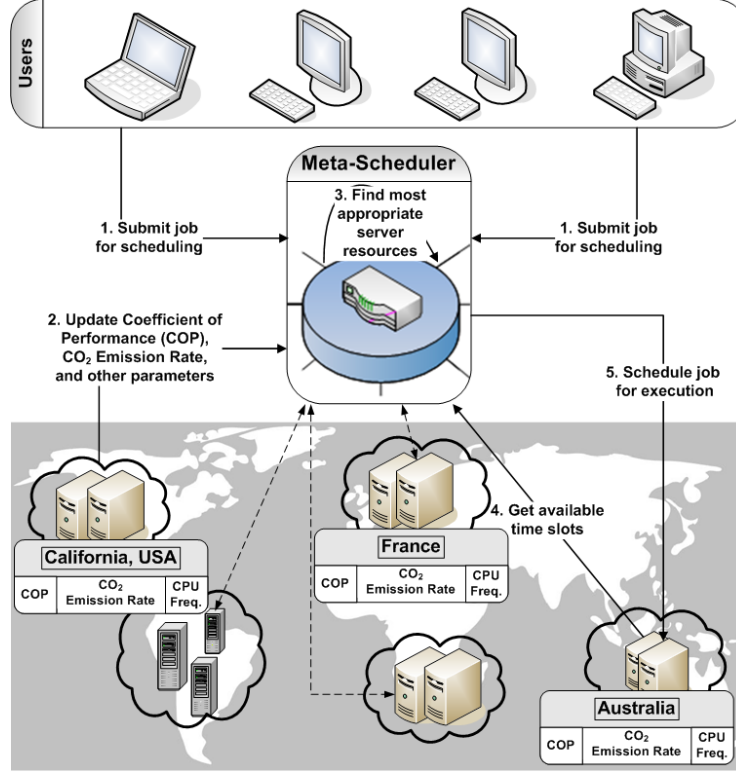 Users
Meta-Scheduler
3. Find most
appropriate
server
resources
1. Submit job
for scheduling
1. Submit job
for scheduling
2. Update Coefficient of
Performance (COP),
CO₂ Emission Rate,
and other parameters
5. Schedule job
for execution
4. Get available
time slots
California, USA
COP
CO₂
Emission Rate
CPU
Freq.
France
COP
CO₂
Emission Rate
CPU
Freq.
Australia
COP
CO₂
Emission Rate
CPU
Freq.